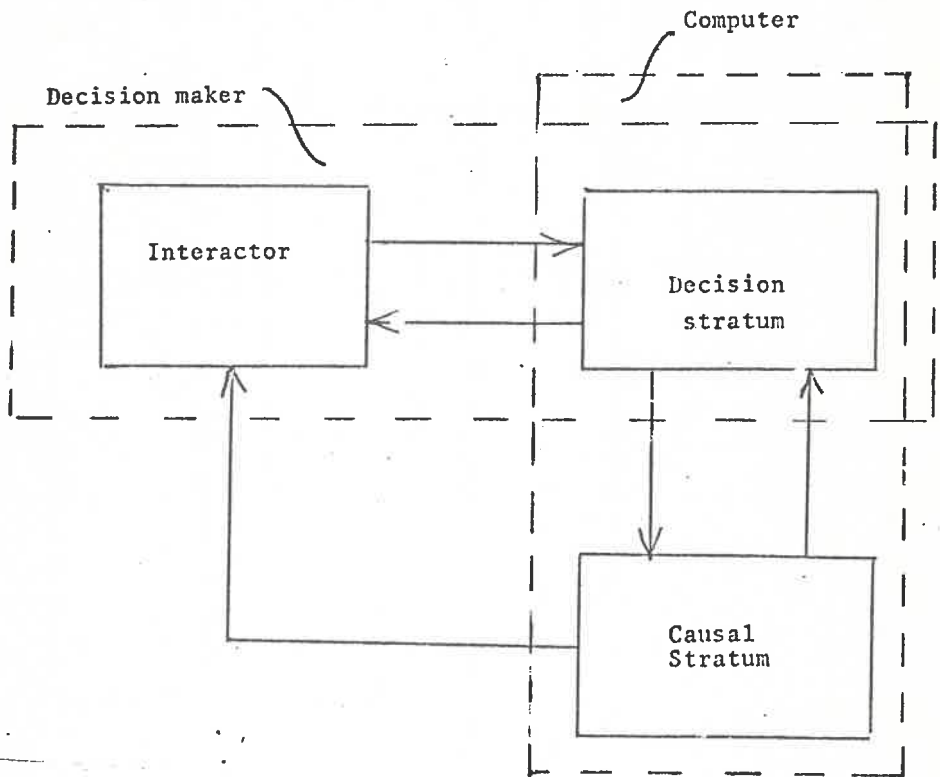 Computer
Decision maker
Interactor
Decision
stratum
Causal
Stratum